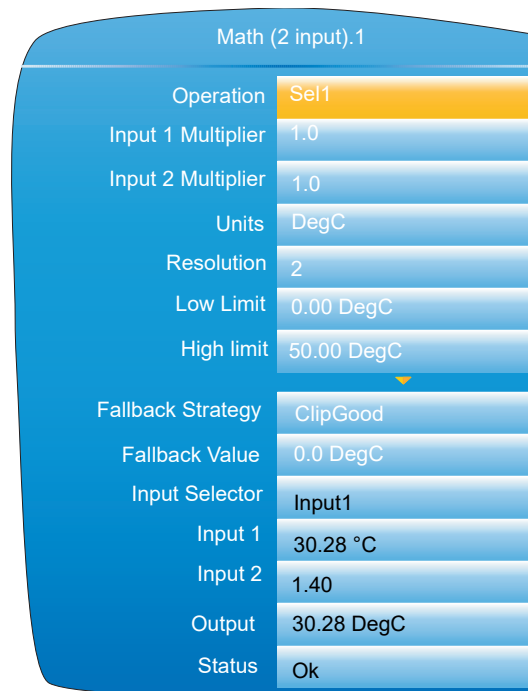 Math (2 input).1
Operation Sel1
Input 1 Multiplier 1.0
Input 2 Multiplier 1.0
Units DegC
Resolution 2
Low Limit 0.00 DegC
High limit 50.00 DegC
Fallback Strategy ClipGood
Fallback Value 0.0 DegC
Input Selector Input1
Input 1 30.28 °C
Input 2 1.40
Output 30.28 DegC
Status Ok